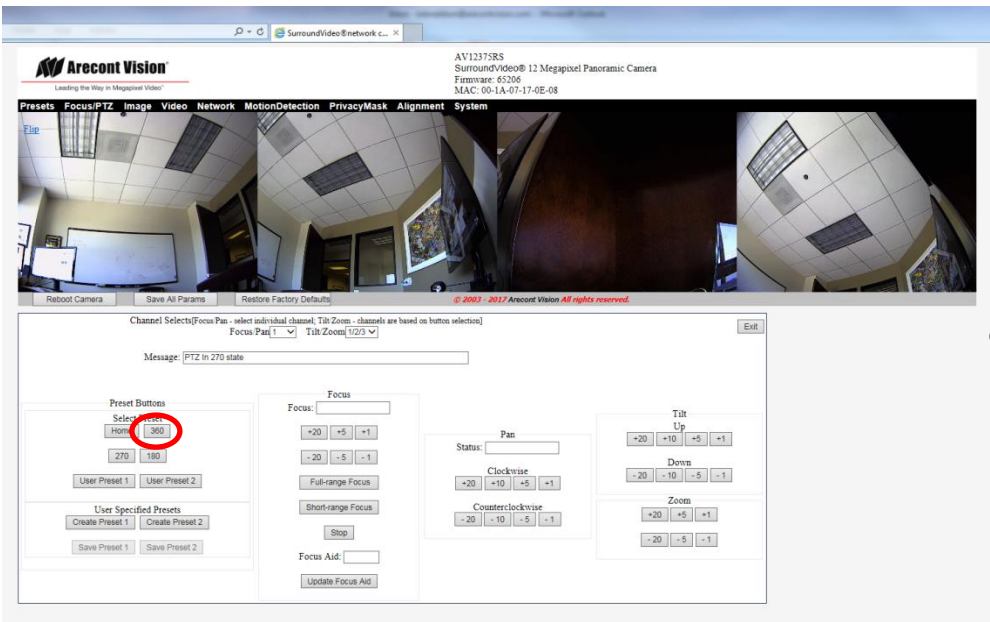 SurroundVideo®network c... ×
Arecont Vision®
Leading the Way in Megapixel Video™
AV12375RS
SurroundVideo® 12 Megapixel Panoramic Camera
Firmware: 65206
MAC: 00-1A-07-17-0E-08
Presets Focus/PTZ Image Video Network MotionDetection PrivacyMask Alignment System
Flip
Reboot Camera Save All Params Restore Factory Defaults © 2003 - 2017 Arecont Vision All rights reserved.
Channel Selects[Focus/Pan - select individual channel; Tilt/Zoom - channels are based on button selection]
Focus/Pan 1 Tilt/Zoom 1/2/3
Exit
Message: PTZ In 270 state
Preset Buttons
Select Preset
Home 360
270 180
User Preset 1 User Preset 2
User Specified Presets
Create Preset 1 Create Preset 2
Save Preset 1 Save Preset 2
Focus
Focus:
+20 +5 +1
- 20 - 5 - 1
Full-range Focus
Short-range Focus
Stop
Focus Aid:
Update Focus Aid
Pan
Status:
Clockwise
+20 +10 +5 +1
Counterclockwise
- 20 - 10 - 5 - 1
Tilt
Up
+20 +10 +5 +1
Down
- 20 - 10 - 5 - 1
Zoom
+20 +5 +1
- 20 - 5 - 1